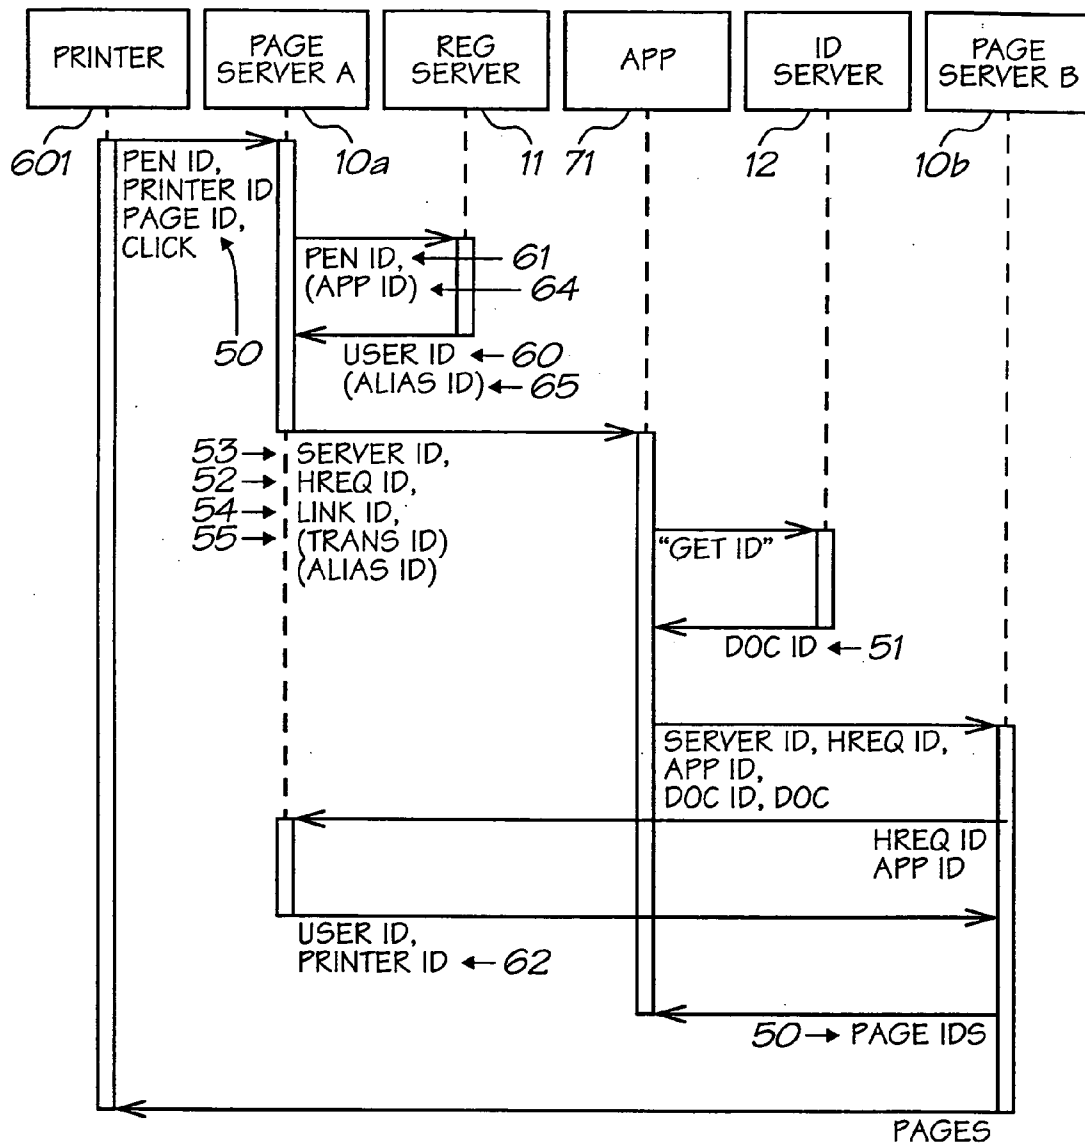 PRINTER
PAGE
SERVER A
REG
SERVER
APP
ID
SERVER
PAGE
SERVER B
601
10a
11
71
12
10b
PEN ID,
PRINTER ID
PAGE ID,
CLICK
50
PEN ID,
61
(APP ID)
64
USER ID
60
(ALIAS ID)
65
53
SERVER ID,
52
HREQ ID,
54
LINK ID,
55
(TRANS ID)
(ALIAS ID)
"GET ID"
DOC ID
51
SERVER ID, HREQ ID,
APP ID,
DOC ID, DOC
HREQ ID
APP ID
USER ID,
PRINTER ID
62
50
PAGE IDS
PAGES